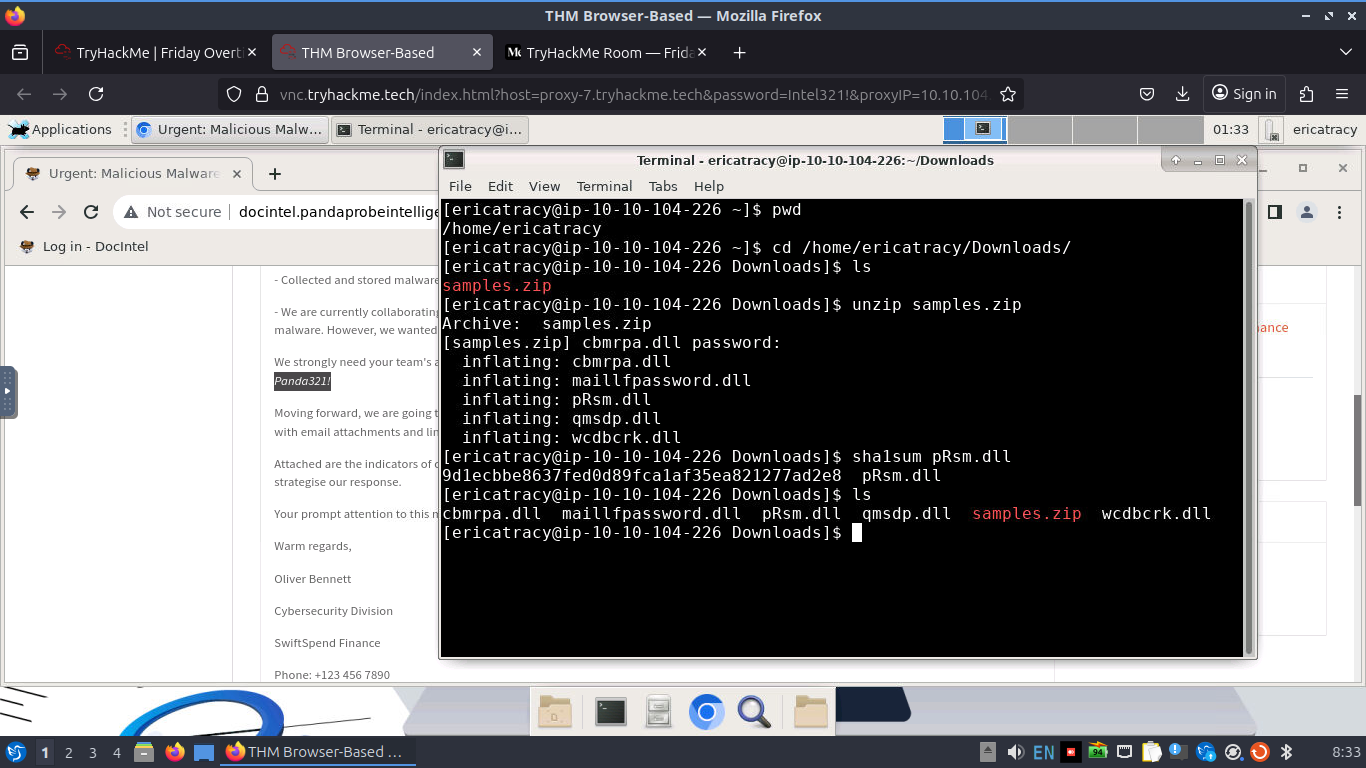 THM Browser-Based — Mozilla Firefox
TryHackMe | Friday Overt
THM Browser-Based
TryHackMe Room — Frida
vnc.tryhackme.tech/index.html?host=proxy-7.tryhackme.tech&password=Intel321!&proxyIP=10.10.104.
Sign in
Applications
Urgent: Malicious Malw...
Terminal - ericatracy@i...
01:33
ericatracy
Urgent: Malicious Malware
Not secure
docintel.pandaprobeintellige
Log in - DocIntel
- Collected and stored malware
- We are currently collaborating
malware. However, we wanted
We strongly need your team's a
Panda321!
Moving forward, we are going t
with email attachments and lin
Attached are the indicators of c
strategise our response.
Your prompt attention to this m
Warm regards,
Oliver Bennett
Cybersecurity Division
SwiftSpend Finance
Phone: +123 456 7890
ance
Terminal - ericatracy@ip-10-10-104-226:~/Downloads
File Edit View Terminal Tabs Help
[ericatracy@ip-10-10-104-226 ~]$ pwd
/home/ericatracy
[ericatracy@ip-10-10-104-226 ~]$ cd /home/ericatracy/Downloads/
[ericatracy@ip-10-10-104-226 Downloads]$ ls
samples.zip
[ericatracy@ip-10-10-104-226 Downloads]$ unzip samples.zip
Archive:  samples.zip
[samples.zip] cbmrpa.dll password:
  inflating: cbmrpa.dll
  inflating: maillfpassword.dll
  inflating: pRsm.dll
  inflating: qmsdp.dll
  inflating: wcdbcrk.dll
[ericatracy@ip-10-10-104-226 Downloads]$ sha1sum pRsm.dll
9d1ecbbe8637fed0d89fca1af35ea821277ad2e8  pRsm.dll
[ericatracy@ip-10-10-104-226 Downloads]$ ls
cbmrpa.dll  maillfpassword.dll  pRsm.dll  qmsdp.dll  samples.zip  wcdbcrk.dll
[ericatracy@ip-10-10-104-226 Downloads]$
1 2 3 4
THM Browser-Based ...
EN
94
8:33